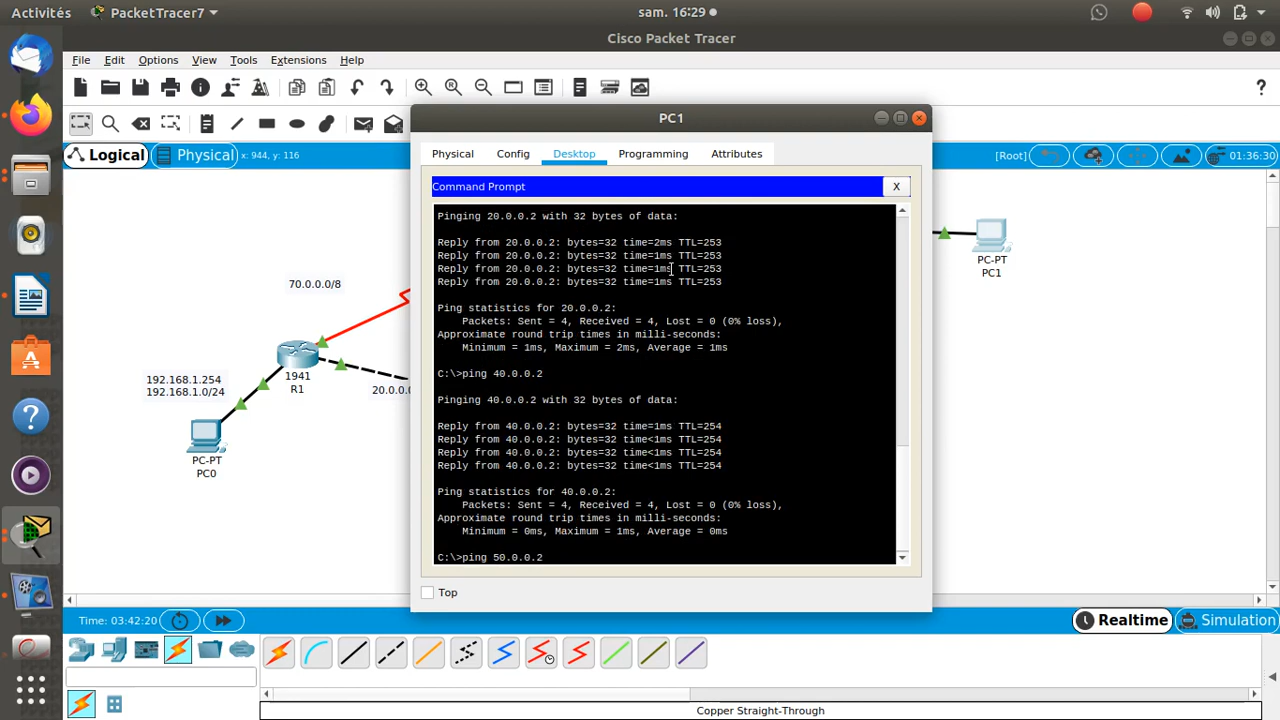 Activités
PacketTracer7
sam. 16:29
Cisco Packet Tracer
File Edit Options View Tools Extensions Help
?
Logical
Physical
x: 944, y: 116
[Root]
01:36:30
PC1
Physical Config Desktop Programming Attributes
Command Prompt
X
Pinging 20.0.0.2 with 32 bytes of data:
Reply from 20.0.0.2: bytes=32 time=2ms TTL=253
Reply from 20.0.0.2: bytes=32 time=1ms TTL=253
Reply from 20.0.0.2: bytes=32 time=1ms TTL=253
Reply from 20.0.0.2: bytes=32 time=1ms TTL=253
Ping statistics for 20.0.0.2:
Packets: Sent = 4, Received = 4, Lost = 0 (0% loss),
Approximate round trip times in milli-seconds:
Minimum = 1ms, Maximum = 2ms, Average = 1ms
C:\>ping 40.0.0.2
Pinging 40.0.0.2 with 32 bytes of data:
Reply from 40.0.0.2: bytes=32 time=1ms TTL=254
Reply from 40.0.0.2: bytes=32 time<1ms TTL=254
Reply from 40.0.0.2: bytes=32 time<1ms TTL=254
Reply from 40.0.0.2: bytes=32 time<1ms TTL=254
Ping statistics for 40.0.0.2:
Packets: Sent = 4, Received = 4, Lost = 0 (0% loss),
Approximate round trip times in milli-seconds:
Minimum = 0ms, Maximum = 1ms, Average = 0ms
C:\>ping 50.0.0.2
Top
70.0.0.0/8
1941
R1
192.168.1.254
192.168.1.0/24
20.0.0.
PC-PT
PC0
PC-PT
PC1
Time: 03:42:20
Realtime
Simulation
Copper Straight-Through